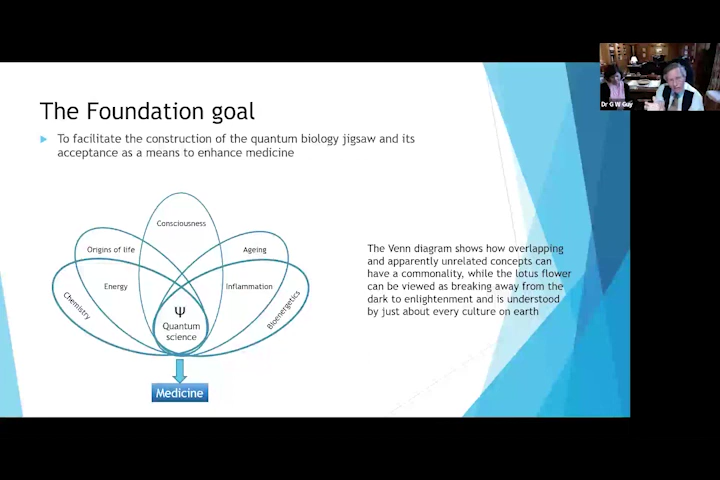 The Foundation goal
To facilitate the construction of the quantum biology jigsaw and its
acceptance as a means to enhance medicine
Consciousness
Origins of life
Ageing
Energy
Inflammation
Chemistry
Bioenergetics
Ψ
Quantum
science
Medicine
The Venn diagram shows how overlapping
and apparently unrelated concepts can
have a commonality, while the lotus flower
can be viewed as breaking away from the
dark to enlightenment and is understood
by just about every culture on earth
Dr G W Guy